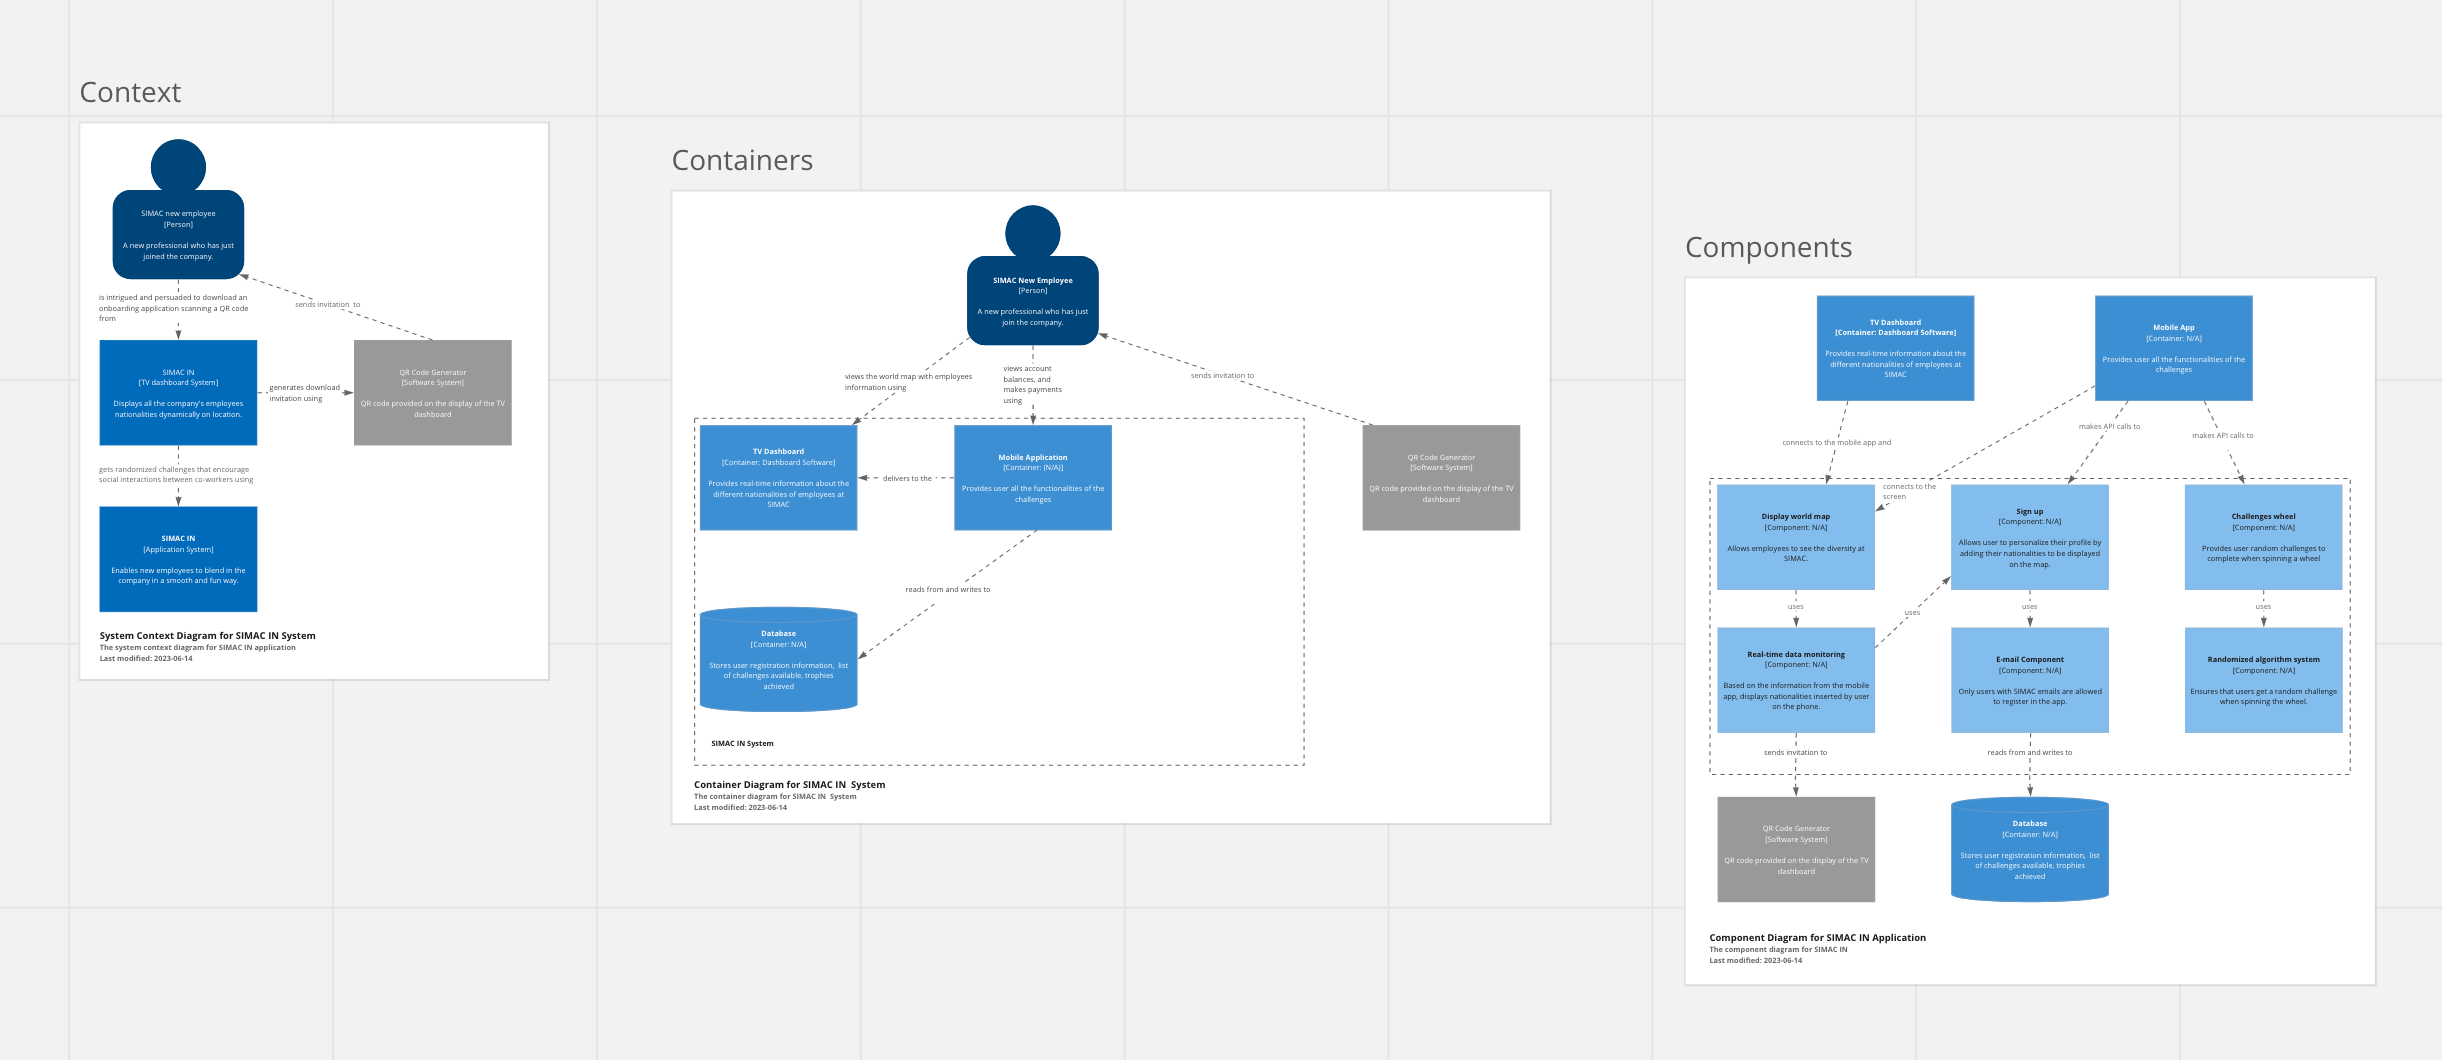 Context
SIMAC new employee
[Person]
A new professional who has just
joined the company.
is intrigued and persuaded to download an
onboarding application scanning a QR code
from
sends invitation to
SIMAC IN
[TV dashboard System]
Displays all the company's employees
nationalities dynamically on location.
generates download
invitation using
QR Code Generator
[Software System]
QR code provided on the display of the TV
dashboard
gets randomized challenges that encourage
social interactions between co-workers using
SIMAC IN
[Application System]
Enables new employees to blend in the
company in a smooth and fun way.
System Context Diagram for SIMAC IN System
The system context diagram for SIMAC IN application
Last modified: 2023-06-14
Containers
SIMAC New Employee
[Person]
A new professional who has just
join the company.
views the world map with employees
information using
views account
balances, and
makes payments
using
sends invitation to
TV Dashboard
[Container: Dashboard Software]
Provides real-time information about the
different nationalities of employees at
SIMAC
delivers to the
Mobile Application
[Container: (N/A)]
Provides user all the functionalities of the
challenges
QR Code Generator
[Software System]
QR code provided on the display of the TV
dashboard
reads from and writes to
Database
[Container: N/A]
Stores user registration information, list
of challenges available, trophies
achieved
SIMAC IN System
Container Diagram for SIMAC IN System
The container diagram for SIMAC IN System
Last modified: 2023-06-14
Components
TV Dashboard
[Container: Dashboard Software]
Provides real-time information about the
different nationalities of employees at
SIMAC
Mobile App
[Container: N/A]
Provides user all the functionalities of the
challenges
connects to the mobile app and
makes API calls to
makes API calls to
connects to the
screen
Display world map
[Component: N/A]
Allows employees to see the diversity at
SIMAC.
Sign up
[Component: N/A]
Allows user to personalize their profile by
adding their nationalities to be displayed
on the map.
Challenges wheel
[Component: N/A]
Provides user random challenges to
complete when spinning a wheel
uses
uses
uses
uses
Real-time data monitoring
[Component: N/A]
Based on the information from the mobile
app, displays nationalities inserted by user
on the phone.
E-mail Component
[Component: N/A]
Only users with SIMAC emails are allowed
to register in the app.
Randomized algorithm system
[Component: N/A]
Ensures that users get a random challenge
when spinning the wheel.
sends invitation to
reads from and writes to
QR Code Generator
[Software System]
QR code provided on the display of the TV
dashboard
Database
[Container: N/A]
Stores user registration information, list
of challenges available, trophies
achieved
Component Diagram for SIMAC IN Application
The component diagram for SIMAC IN
Last modified: 2023-06-14